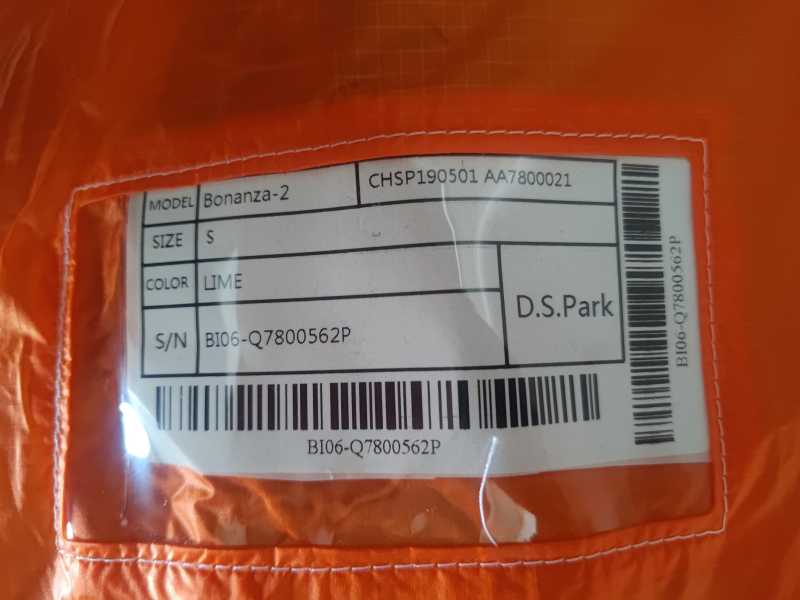 MODEL Bonanza-2 CHSP190501 AA7800021
SIZE S
COLOR LIME
S/N BI06-Q7800562P D.S.Park
BI06-Q7800562P
BI06-Q7800562P